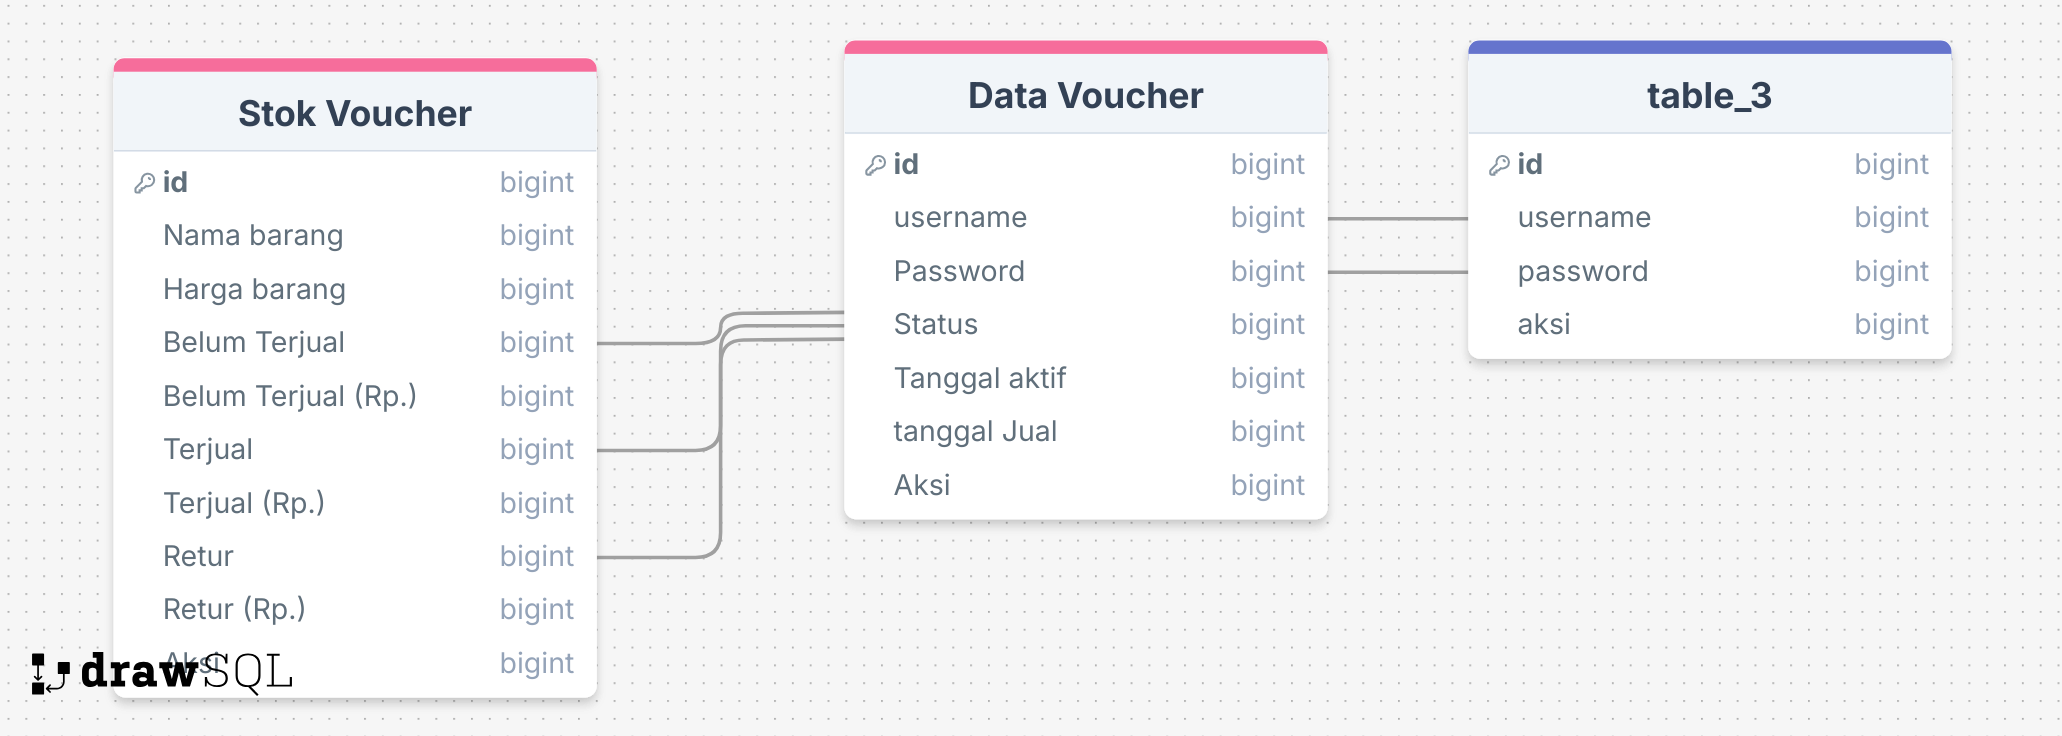 Stok Voucher
id bigint
Nama barang bigint
Harga barang bigint
Belum Terjual bigint
Belum Terjual (Rp.) bigint
Terjual bigint
Terjual (Rp.) bigint
Retur bigint
Retur (Rp.) bigint
Aksi bigint
drawSQL
Data Voucher
id bigint
username bigint
Password bigint
Status bigint
Tanggal aktif bigint
tanggal Jual bigint
Aksi bigint
table_3
id bigint
username bigint
password bigint
aksi bigint